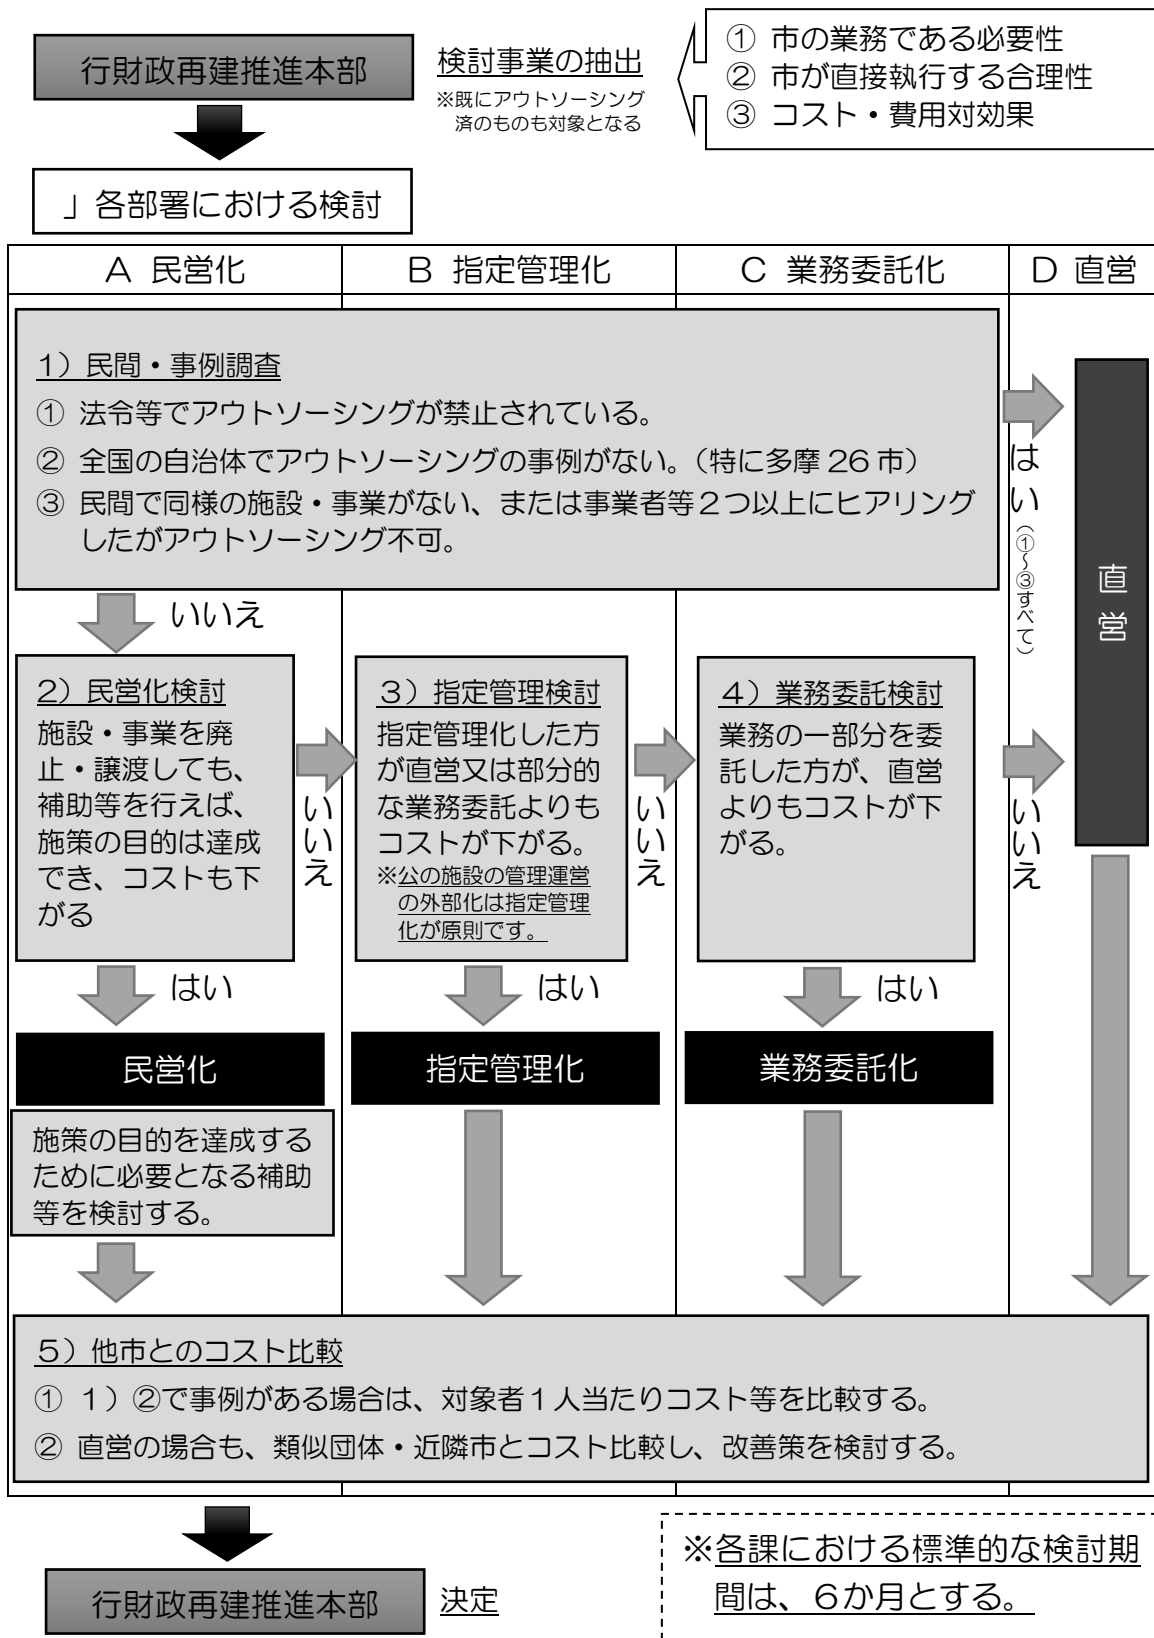 行財政再建推進本部
検討事業の抽出
※既にアウトソーシング
済のものも対象となる
① 市の業務である必要性
② 市が直接執行する合理性
③ コスト・費用対効果
」各部署における検討
A 民営化
B 指定管理化
C 業務委託化
D 直営
1）民間・事例調査
① 法令等でアウトソーシングが禁止されている。
② 全国の自治体でアウトソーシングの事例がない。（特に多摩 26 市）
③ 民間で同様の施設・事業がない、または事業者等２つ以上にヒアリング
したがアウトソーシング不可。
はい（①～③すべて）
直営
いいえ
2）民営化検討
施設・事業を廃
止・譲渡しても、
補助等を行えば、
施策の目的は達成
でき、コストも下
がる
いいえ
3）指定管理検討
指定管理化した方
が直営又は部分的
な業務委託よりも
コストが下がる。
※公の施設の管理運営
の外部化は指定管理
化が原則です。
いいえ
4）業務委託検討
業務の一部分を委
託した方が、直営
よりもコストが下
がる。
いいえ
はい
はい
はい
民営化
指定管理化
業務委託化
施策の目的を達成する
ために必要となる補助
等を検討する。
5）他市とのコスト比較
① 1）②で事例がある場合は、対象者１人当たりコスト等を比較する。
② 直営の場合も、類似団体・近隣市とコスト比較し、改善策を検討する。
行財政再建推進本部
決定
※各課における標準的な検討期
間は、６か月とする。